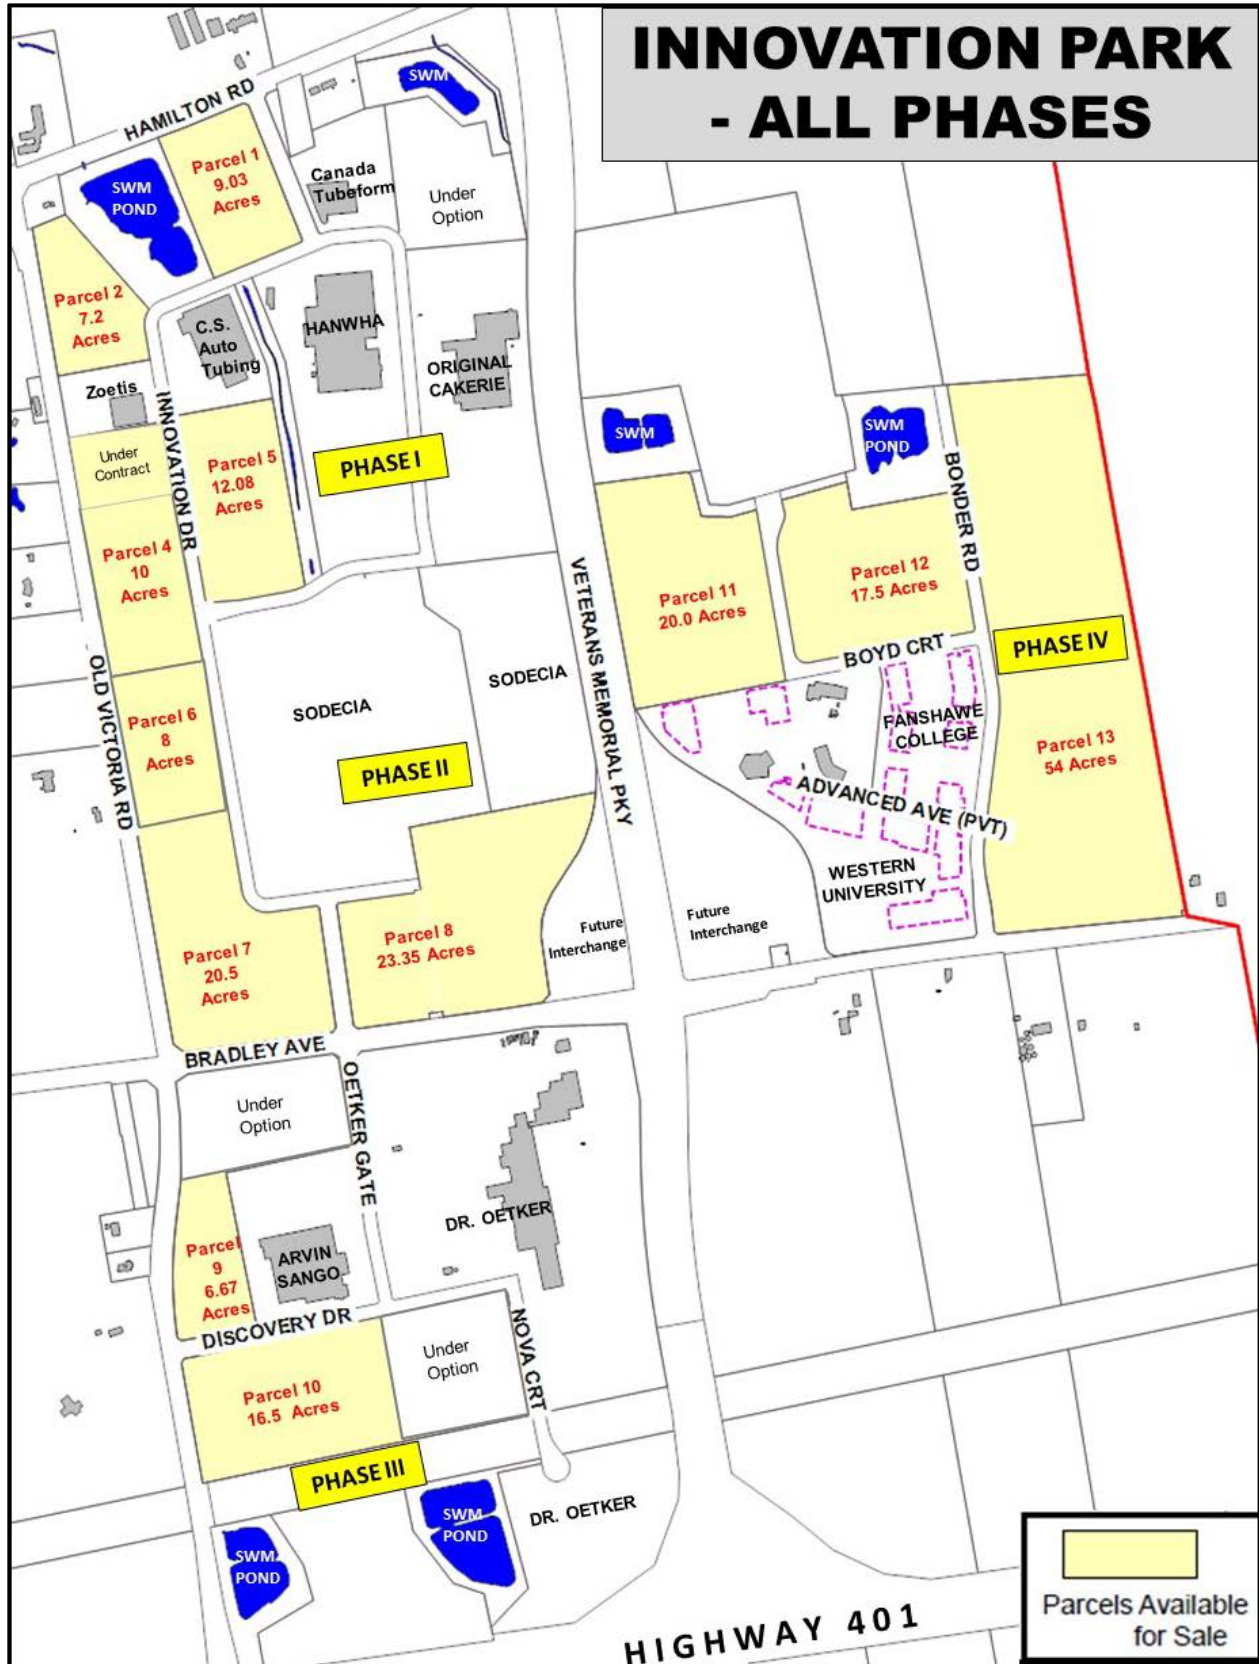 INNOVATION PARK
- ALL PHASES
HAMILTON RD
SWM
Parcel 1
9.03
Acres
Canada
Tubeform
Under
Option
SWM
POND
Parcel 2
7.2
Acres
C.S.
Auto
Tubing
HANWHA
ORIGINAL
CAKERIE
Zoetis
INNOVATION DR
Under
Contract
Parcel 5
12.08
Acres
PHASE I
SWM
SWM
POND
BONDER RD
Parcel 4
10
Acres
VETERANS MEMORIAL PKY
Parcel 11
20.0 Acres
Parcel 12
17.5 Acres
BOYD CRT
PHASE IV
OLD VICTORIA RD
Parcel 6
8
Acres
SODECIA
SODECIA
FANSHAWE
COLLEGE
Parcel 13
54 Acres
PHASE II
ADVANCED AVE (PVT)
WESTERN
UNIVERSITY
Parcel 7
20.5
Acres
Parcel 8
23.35 Acres
Future
Interchange
Future
Interchange
BRADLEY AVE
OETKER GATE
Under
Option
DR. OETKER
Parcel
9
6.67
Acres
ARVIN
SANGO
DISCOVERY DR
NOVA CRT
Under
Option
Parcel 10
16.5 Acres
PHASE III
SWM
POND
DR. OETKER
SWM
POND
HIGHWAY 401
Parcels Available
for Sale